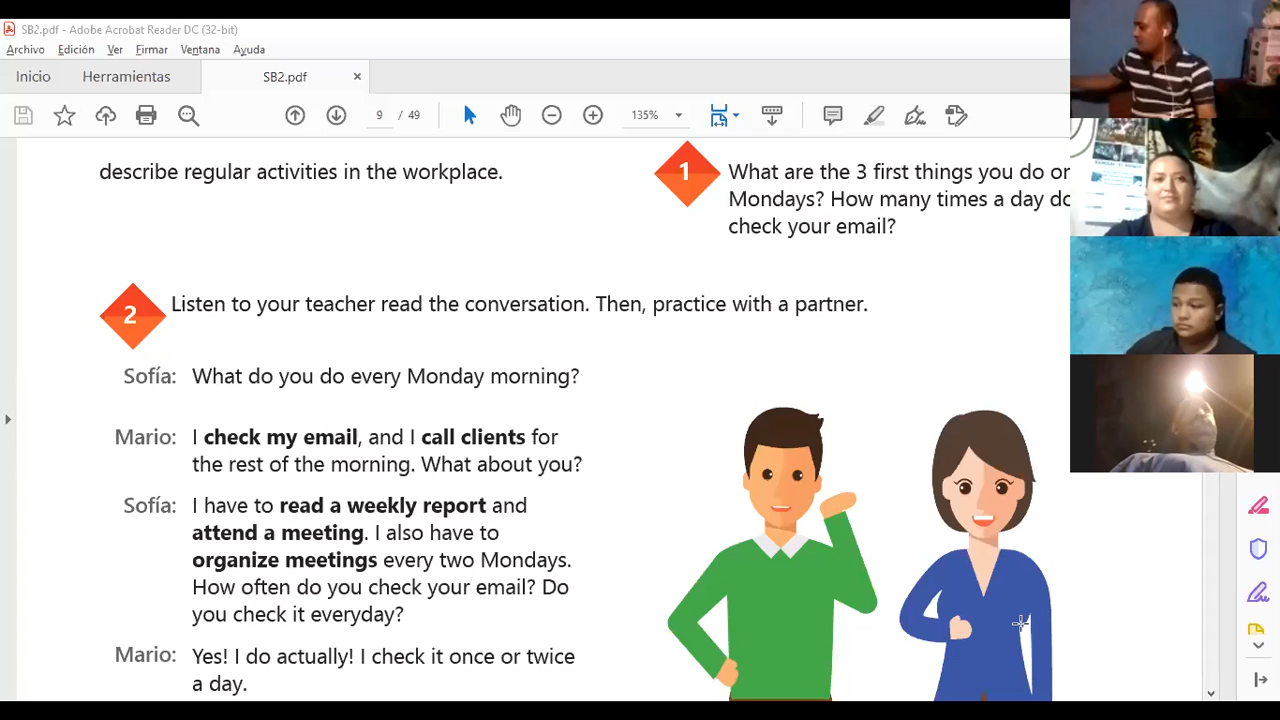 SB2.pdf - Adobe Acrobat Reader DC (32-bit)
Archivo Edición Ver Firmar Ventana Ayuda
Inicio Herramientas SB2.pdf ×
9 / 49 135%
describe regular activities in the workplace.
1 What are the 3 first things you do or
Mondays? How many times a day do
check your email?
2 Listen to your teacher read the conversation. Then, practice with a partner.
Sofía: What do you do every Monday morning?
Mario: I check my email, and I call clients for
the rest of the morning. What about you?
Sofía: I have to read a weekly report and
attend a meeting. I also have to
organize meetings every two Mondays.
How often do you check your email? Do
you check it everyday?
Mario: Yes! I do actually! I check it once or twice
a day.